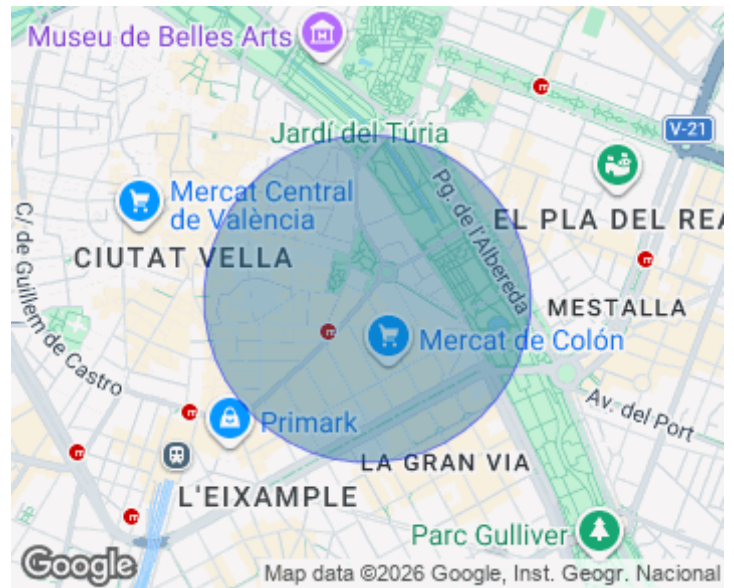 Museu de Belles Arts
V-21
Jardí del Túria
Mercat Central
de València
Pg. de l'Albereda
EL PLA DEL REA
C/ de Guillem de Castro
CIUTAT VELLA
MESTALLA
Mercat de Colón
Av. del Port
Primark
LA GRAN VIA
L'EIXAMPLE
Parc Gulliver
Google
Map data ©2026 Google, Inst. Geogr. Nacional